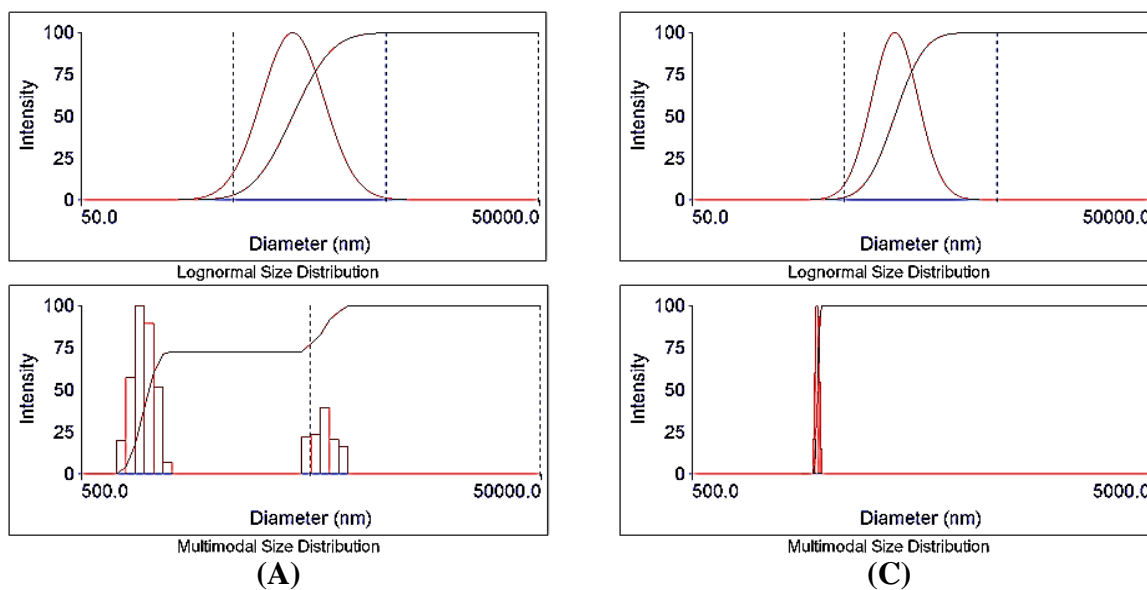 100
75
50
25
0
Intensity
50.0 50000.0
Diameter (nm)
Lognormal Size Distribution
100
75
50
25
0
Intensity
500.0 50000.0
Diameter (nm)
Multimodal Size Distribution
(A)
100
75
50
25
0
Intensity
50.0 50000.0
Diameter (nm)
Lognormal Size Distribution
100
75
50
25
0
Intensity
500.0 5000.0
Diameter (nm)
Multimodal Size Distribution
(C)